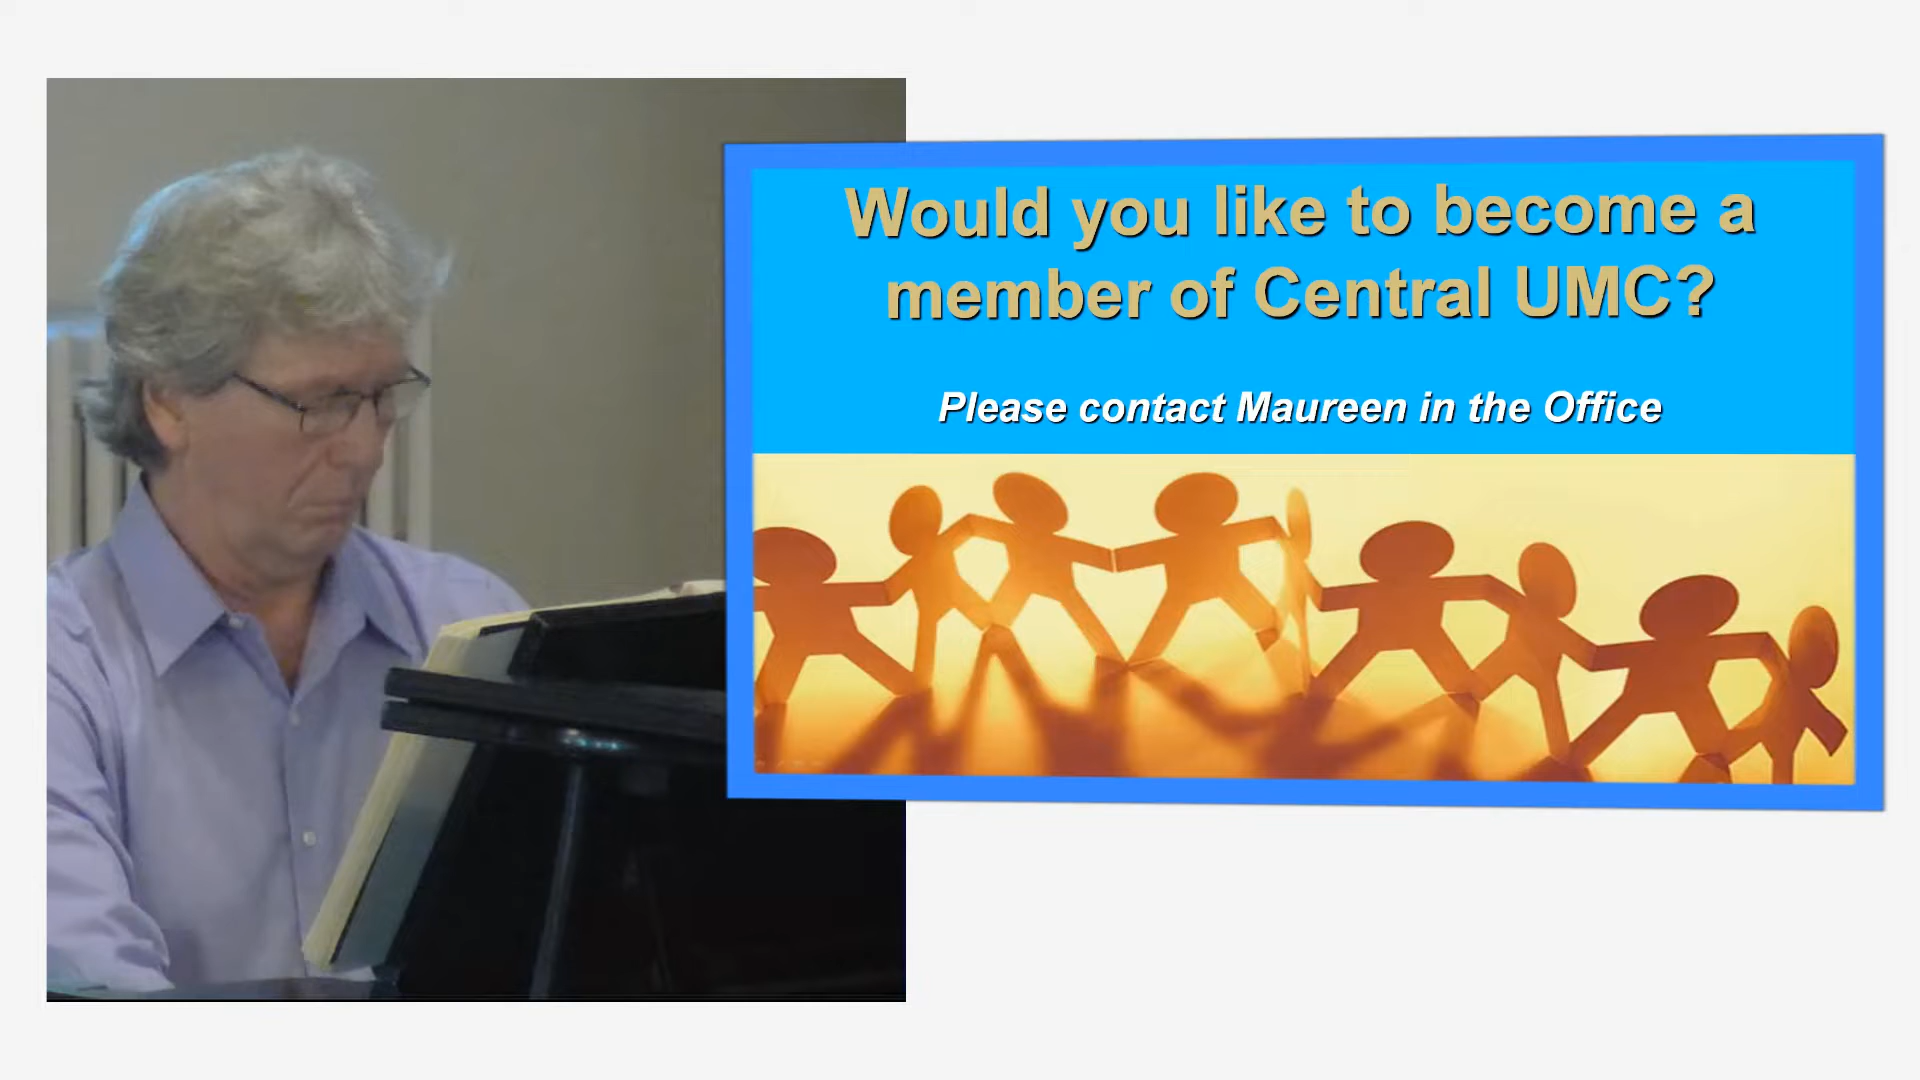 Would you like to become a
member of Central UMC?
Please contact Maureen in the Office